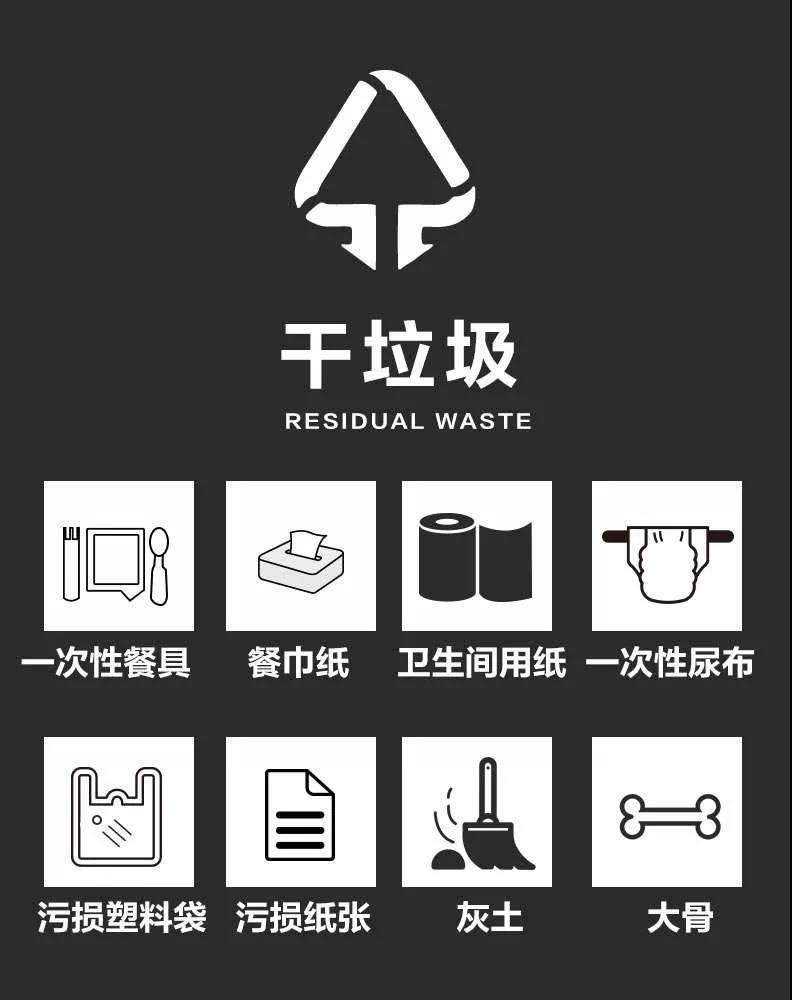 干垃圾
RESIDUAL WASTE
一次性餐具 餐巾纸 卫生间用纸 一次性尿布
污损塑料袋 污损纸张 灰土 大骨